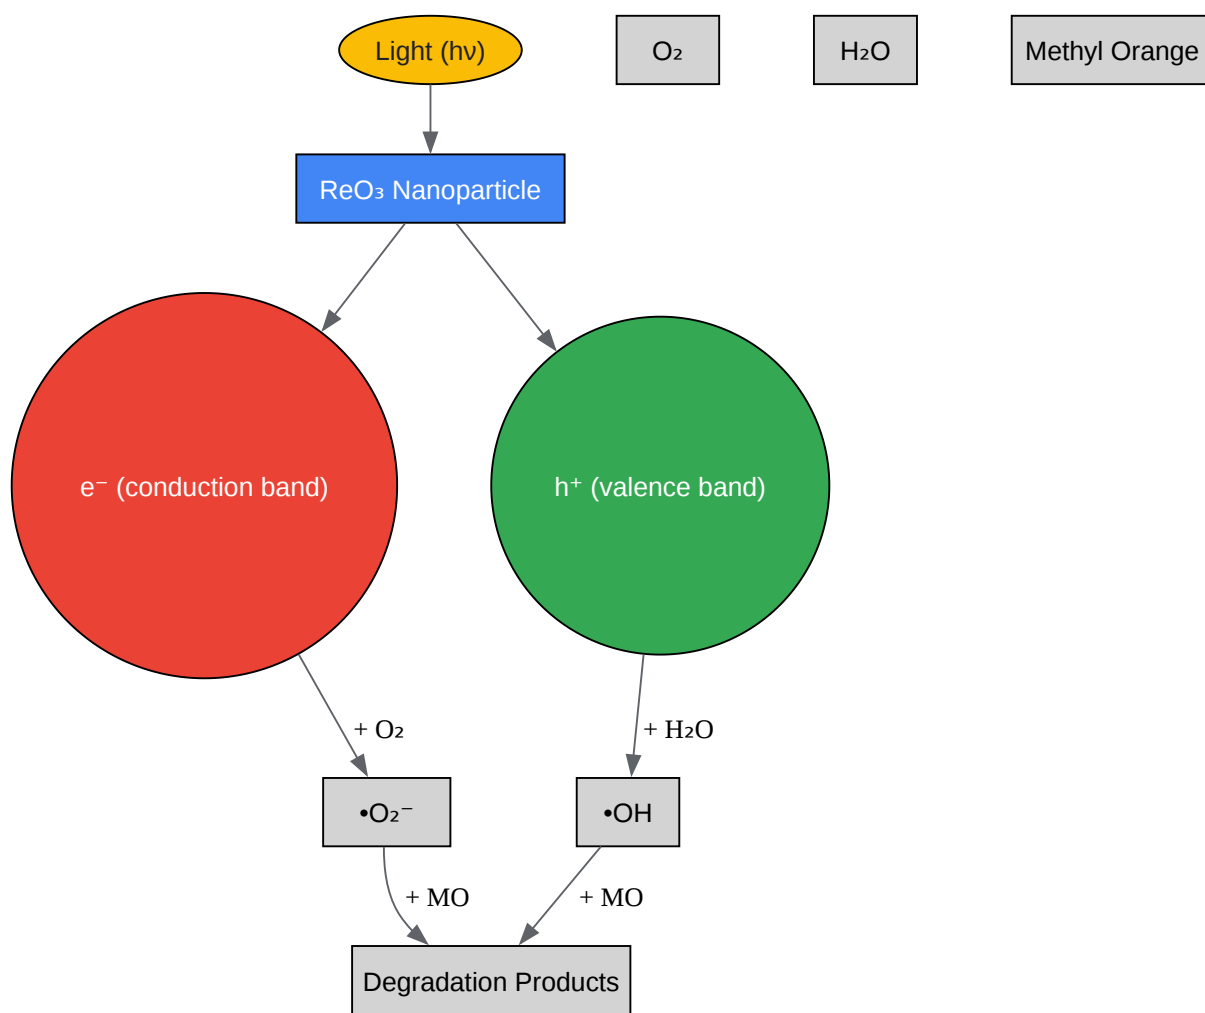 Light (hν)
O₂
H₂O
Methyl Orange
ReO₃ Nanoparticle
e⁻ (conduction band)
h⁺ (valence band)
+ O₂
+ H₂O
•O₂⁻
•OH
+ MO
+ MO
Degradation Products